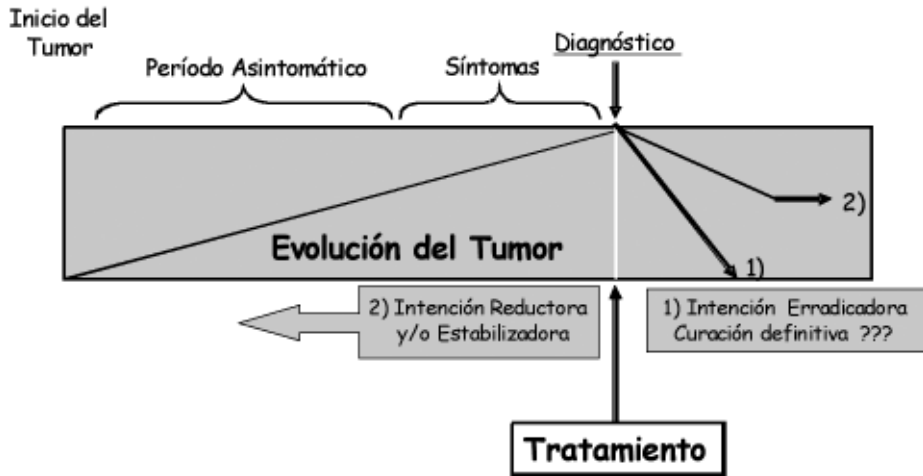 Inicio del
Tumor
Diagnóstico
Período Asintomático
Síntomas
2)
Evolución del Tumor
1)
2) Intención Reductora
y/o Estabilizadora
1) Intención Erradicadora
Curación definitiva ???
Tratamiento